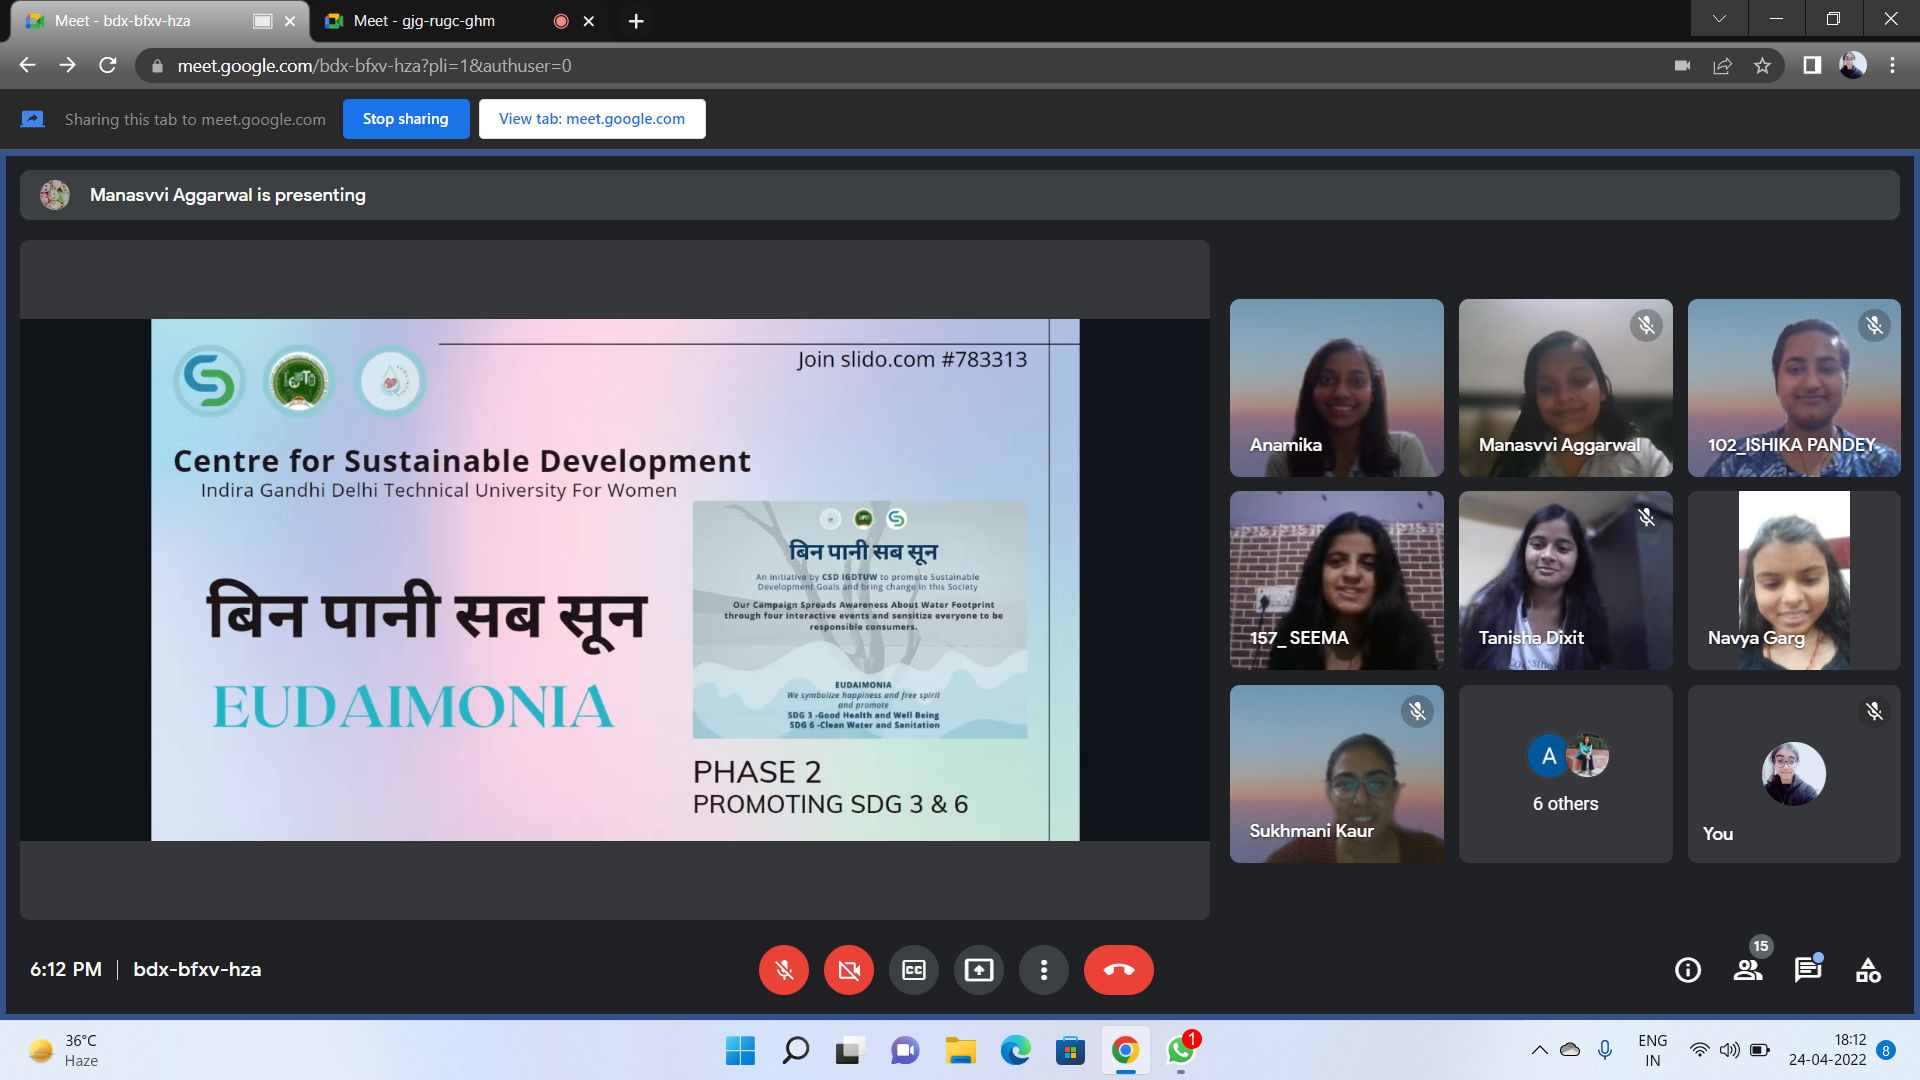 Meet - bdx-bfxv-hza
Meet - gjg-rugc-ghm
meet.google.com/bdx-bfxv-hza?pli=1&authuser=0
Sharing this tab to meet.google.com
Stop sharing
View tab: meet.google.com
Manasvvi Aggarwal is presenting
Join slido.com #783313
Centre for Sustainable Development
Indira Gandhi Delhi Technical University For Women
बिन पानी सब सून
EUDAIMONIA
बिन पानी सब सून
An initiative by CSD IGDTUW to promote Sustainable
Development Goals and bring change in this Society
Our Campaign Spreads Awareness About Water Footprint
through four interactive events and sensitize everyone to be
responsible consumers.
EUDAIMONIA
We symbolize happiness and free spirit
and promote
SDG 3 -Good Health and Well Being
SDG 6 -Clean Water and Sanitation
PHASE 2
PROMOTING SDG 3 & 6
Anamika
Manasvvi Aggarwal
102_ISHIKA PANDEY
157_ SEEMA
Tanisha Dixit
Navya Garg
Sukhmani Kaur
A
6 others
You
6:12 PM | bdx-bfxv-hza
CC
15
36°C
Haze
1
ENG
IN
18:12
24-04-2022
8